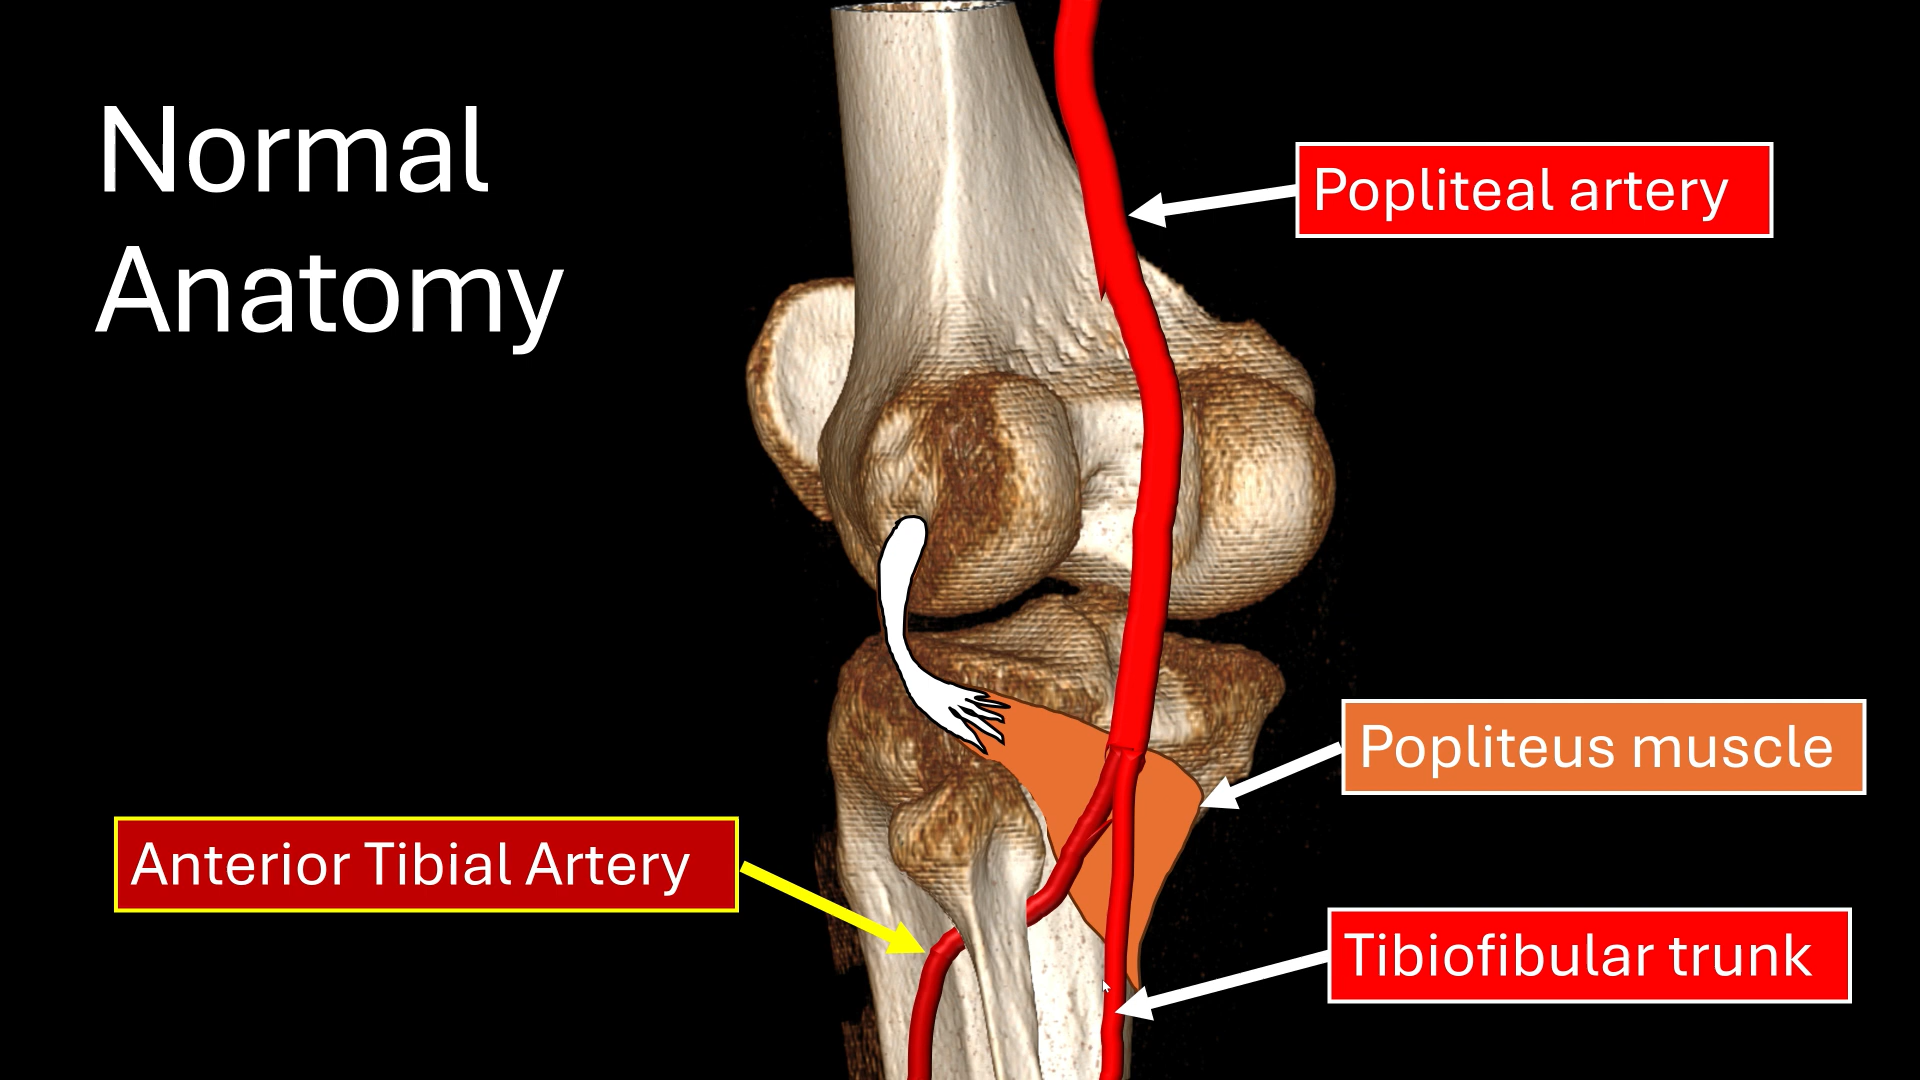 Normal
Anatomy
Popliteal artery
Popliteus muscle
Anterior Tibial Artery
Tibiofibular trunk